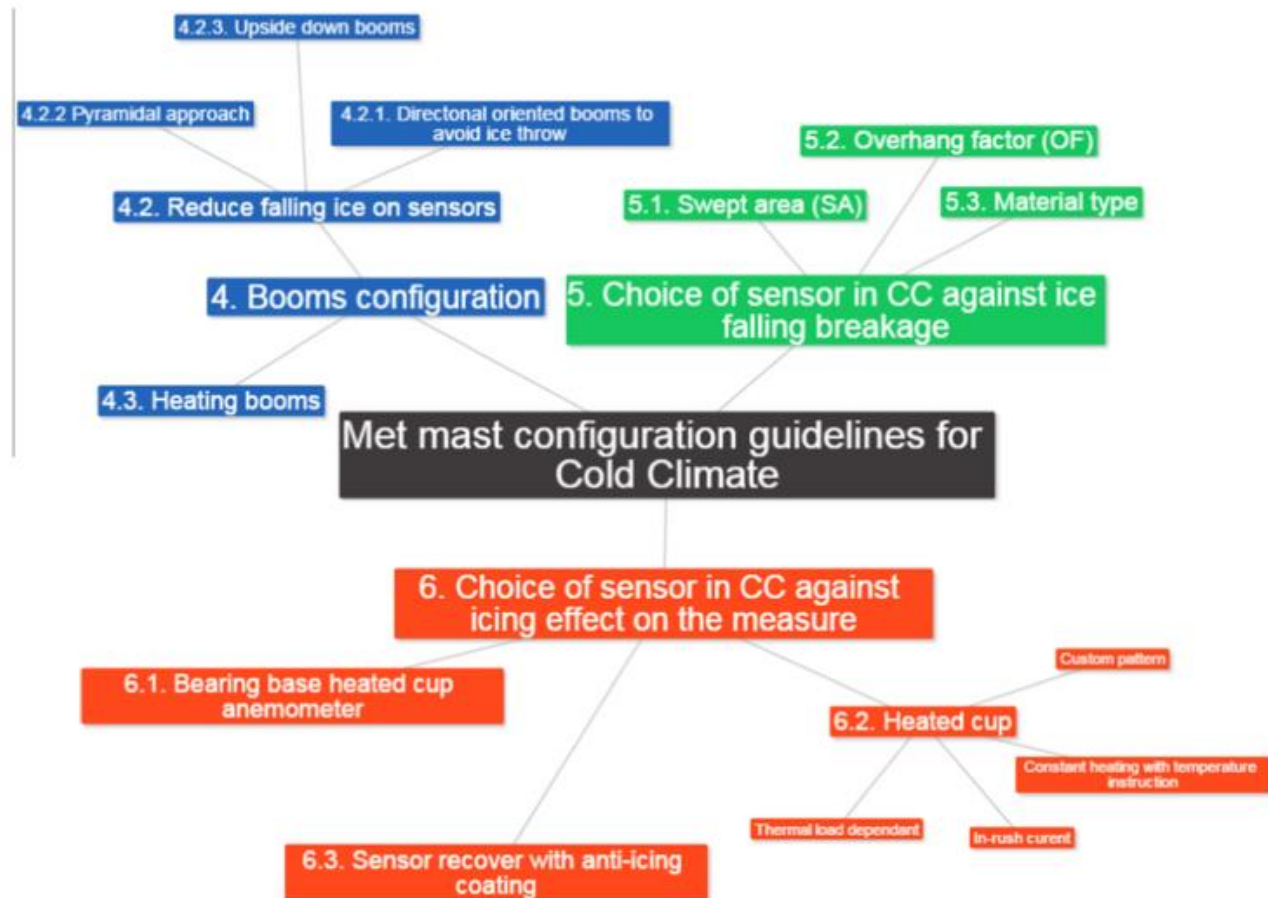 4.2.3. Upside down booms
4.2.2 Pyramidal approach
4.2.1. Directonal oriented booms to
avoid ice throw
4.2. Reduce falling ice on sensors
4. Booms configuration
4.3. Heating booms
5.2. Overhang factor (OF)
5.1. Swept area (SA)
5.3. Material type
5. Choice of sensor in CC against ice
falling breakage
Met mast configuration guidelines for
Cold Climate
6. Choice of sensor in CC against
icing effect on the measure
6.1. Bearing base heated cup
anemometer
Custom pattern
6.2. Heated cup
Constant heating with temperature
instruction
Thermal load dependant
In-rush curent
6.3. Sensor recover with anti-icing
coating